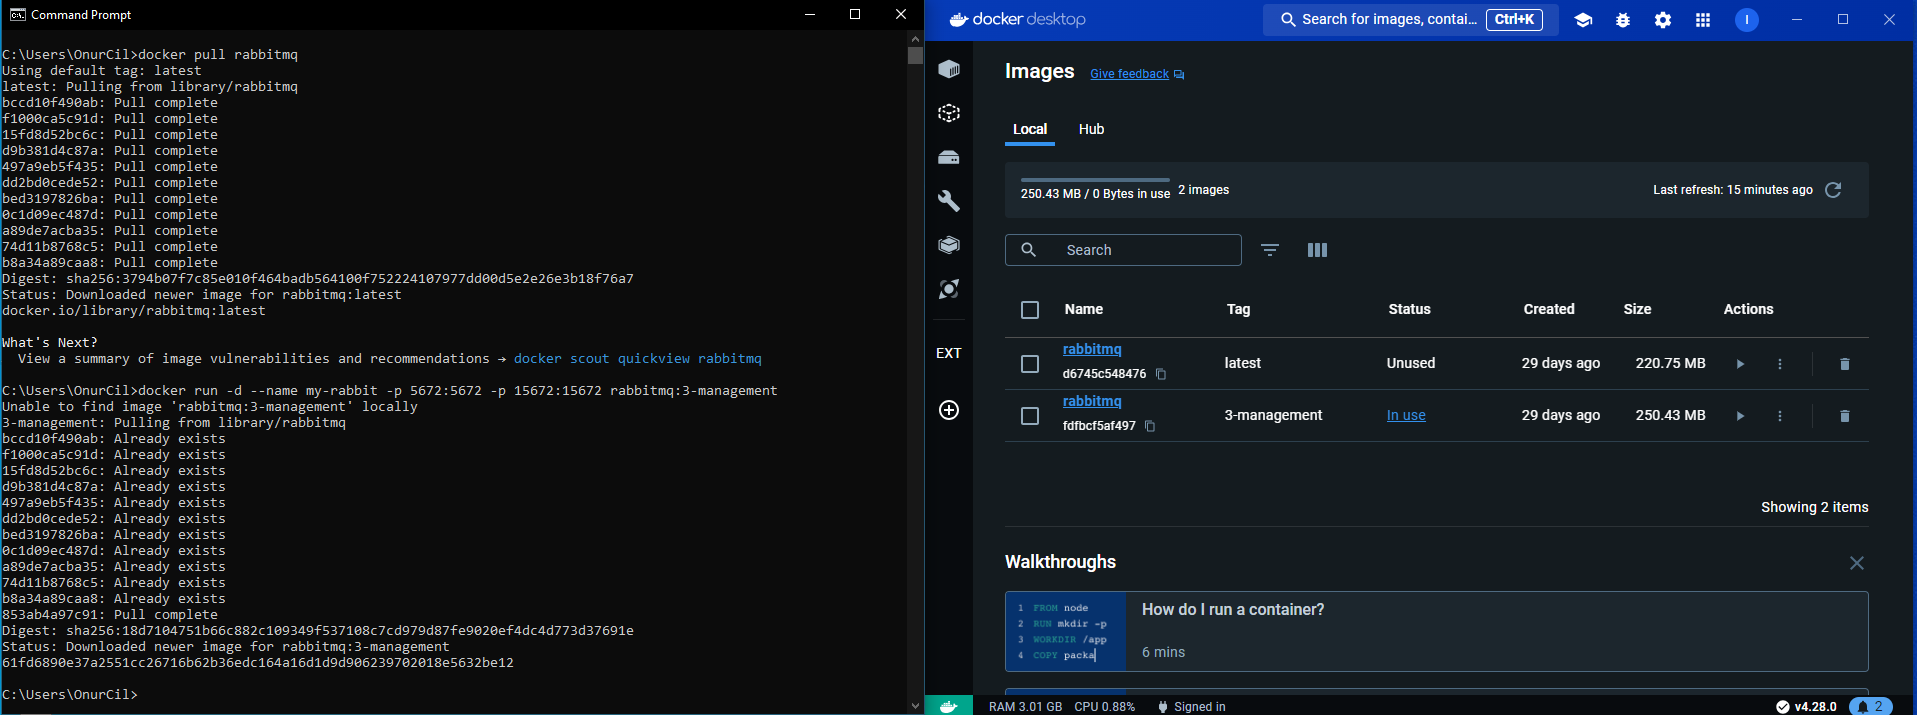 Command Prompt
C:\Users\OnurCil>docker pull rabbitmq
Using default tag: latest
latest: Pulling from library/rabbitmq
bccd10f490ab: Pull complete
f1000ca5c91d: Pull complete
15fd8d52bc6c: Pull complete
d9b381d4c87a: Pull complete
497a9eb5f435: Pull complete
dd2bd0cede52: Pull complete
bed3197826ba: Pull complete
0c1d09ec487d: Pull complete
a89de7acba35: Pull complete
74d11b8768c5: Pull complete
b8a34a89caa8: Pull complete
Digest: sha256:3794b07f7c85e010f464badb564100f752224107977dd00d5e2e26e3b18f76a7
Status: Downloaded newer image for rabbitmq:latest
docker.io/library/rabbitmq:latest
What's Next?
View a summary of image vulnerabilities and recommendations → docker scout quickview rabbitmq
C:\Users\OnurCil>docker run -d --name my-rabbit -p 5672:5672 -p 15672:15672 rabbitmq:3-management
Unable to find image 'rabbitmq:3-management' locally
3-management: Pulling from library/rabbitmq
bccd10f490ab: Already exists
f1000ca5c91d: Already exists
15fd8d52bc6c: Already exists
d9b381d4c87a: Already exists
497a9eb5f435: Already exists
dd2bd0cede52: Already exists
bed3197826ba: Already exists
0c1d09ec487d: Already exists
a89de7acba35: Already exists
74d11b8768c5: Already exists
b8a34a89caa8: Already exists
853ab4a97c91: Pull complete
Digest: sha256:18d7104751b66c882c109349f537108c7cd979d87fe9020ef4dc4d773d37691e
Status: Downloaded newer image for rabbitmq:3-management
61fd6890e37a2551cc26716b62b36edc164a16d1d9d906239702018e5632be12
C:\Users\OnurCil>
docker desktop
Search for images, contai... Ctrl+K
I
Images Give feedback
Local Hub
250.43 MB / 0 Bytes in use 2 images Last refresh: 15 minutes ago
Search
Name Tag Status Created Size Actions
rabbitmq
d6745c548476 latest Unused 29 days ago 220.75 MB
rabbitmq
fdfbcf5af497 3-management In use 29 days ago 250.43 MB
Showing 2 items
EXT
Walkthroughs
1 FROM node
2 RUN mkdir -p
3 WORKDIR /app
4 COPY packa
How do I run a container?
6 mins
RAM 3.01 GB CPU 0.88% Signed in v4.28.0 2